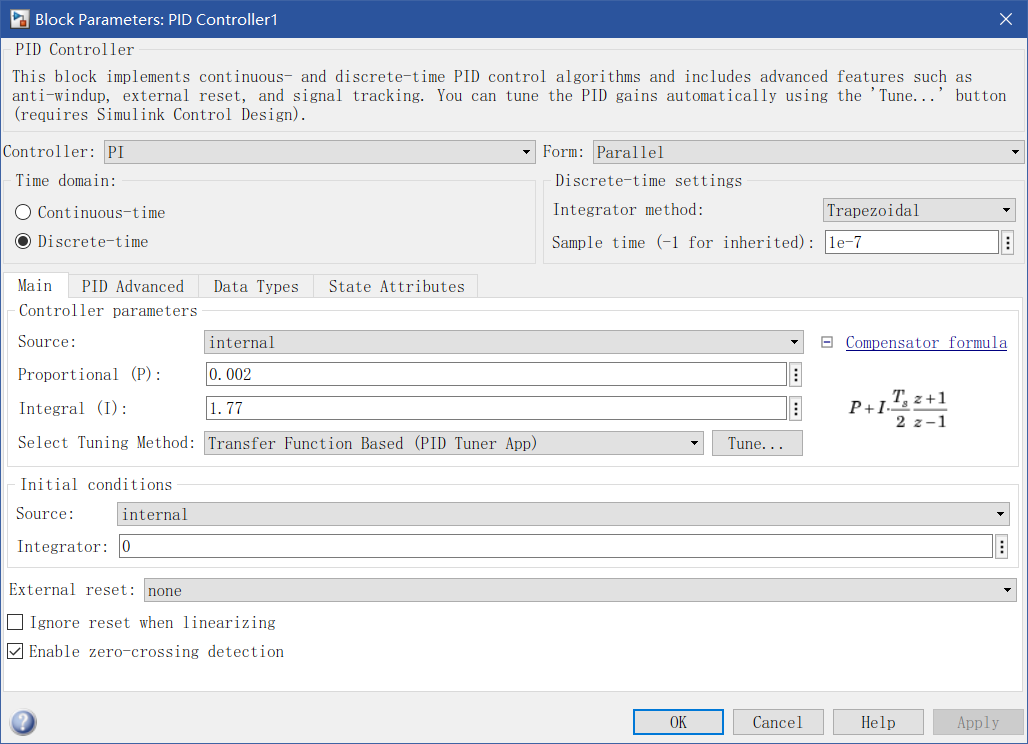 Block Parameters: PID Controller1
PID Controller
This block implements continuous- and discrete-time PID control algorithms and includes advanced features such as
anti-windup, external reset, and signal tracking. You can tune the PID gains automatically using the 'Tune...' button
(requires Simulink Control Design).
Controller: PI Form: Parallel
Time domain:
Continuous-time
Discrete-time
Discrete-time settings
Integrator method: Trapezoidal
Sample time (-1 for inherited): 1e-7
Main PID Advanced Data Types State Attributes
Controller parameters
Source: internal
Compensator formula
Proportional (P): 0.002
Integral (I): 1.77
P+I·\frac{T_s}{2}\frac{z+1}{z-1}
Select Tuning Method: Transfer Function Based (PID Tuner App) Tune...
Initial conditions
Source: internal
Integrator: 0
External reset: none
Ignore reset when linearizing
Enable zero-crossing detection
? OK Cancel Help Apply